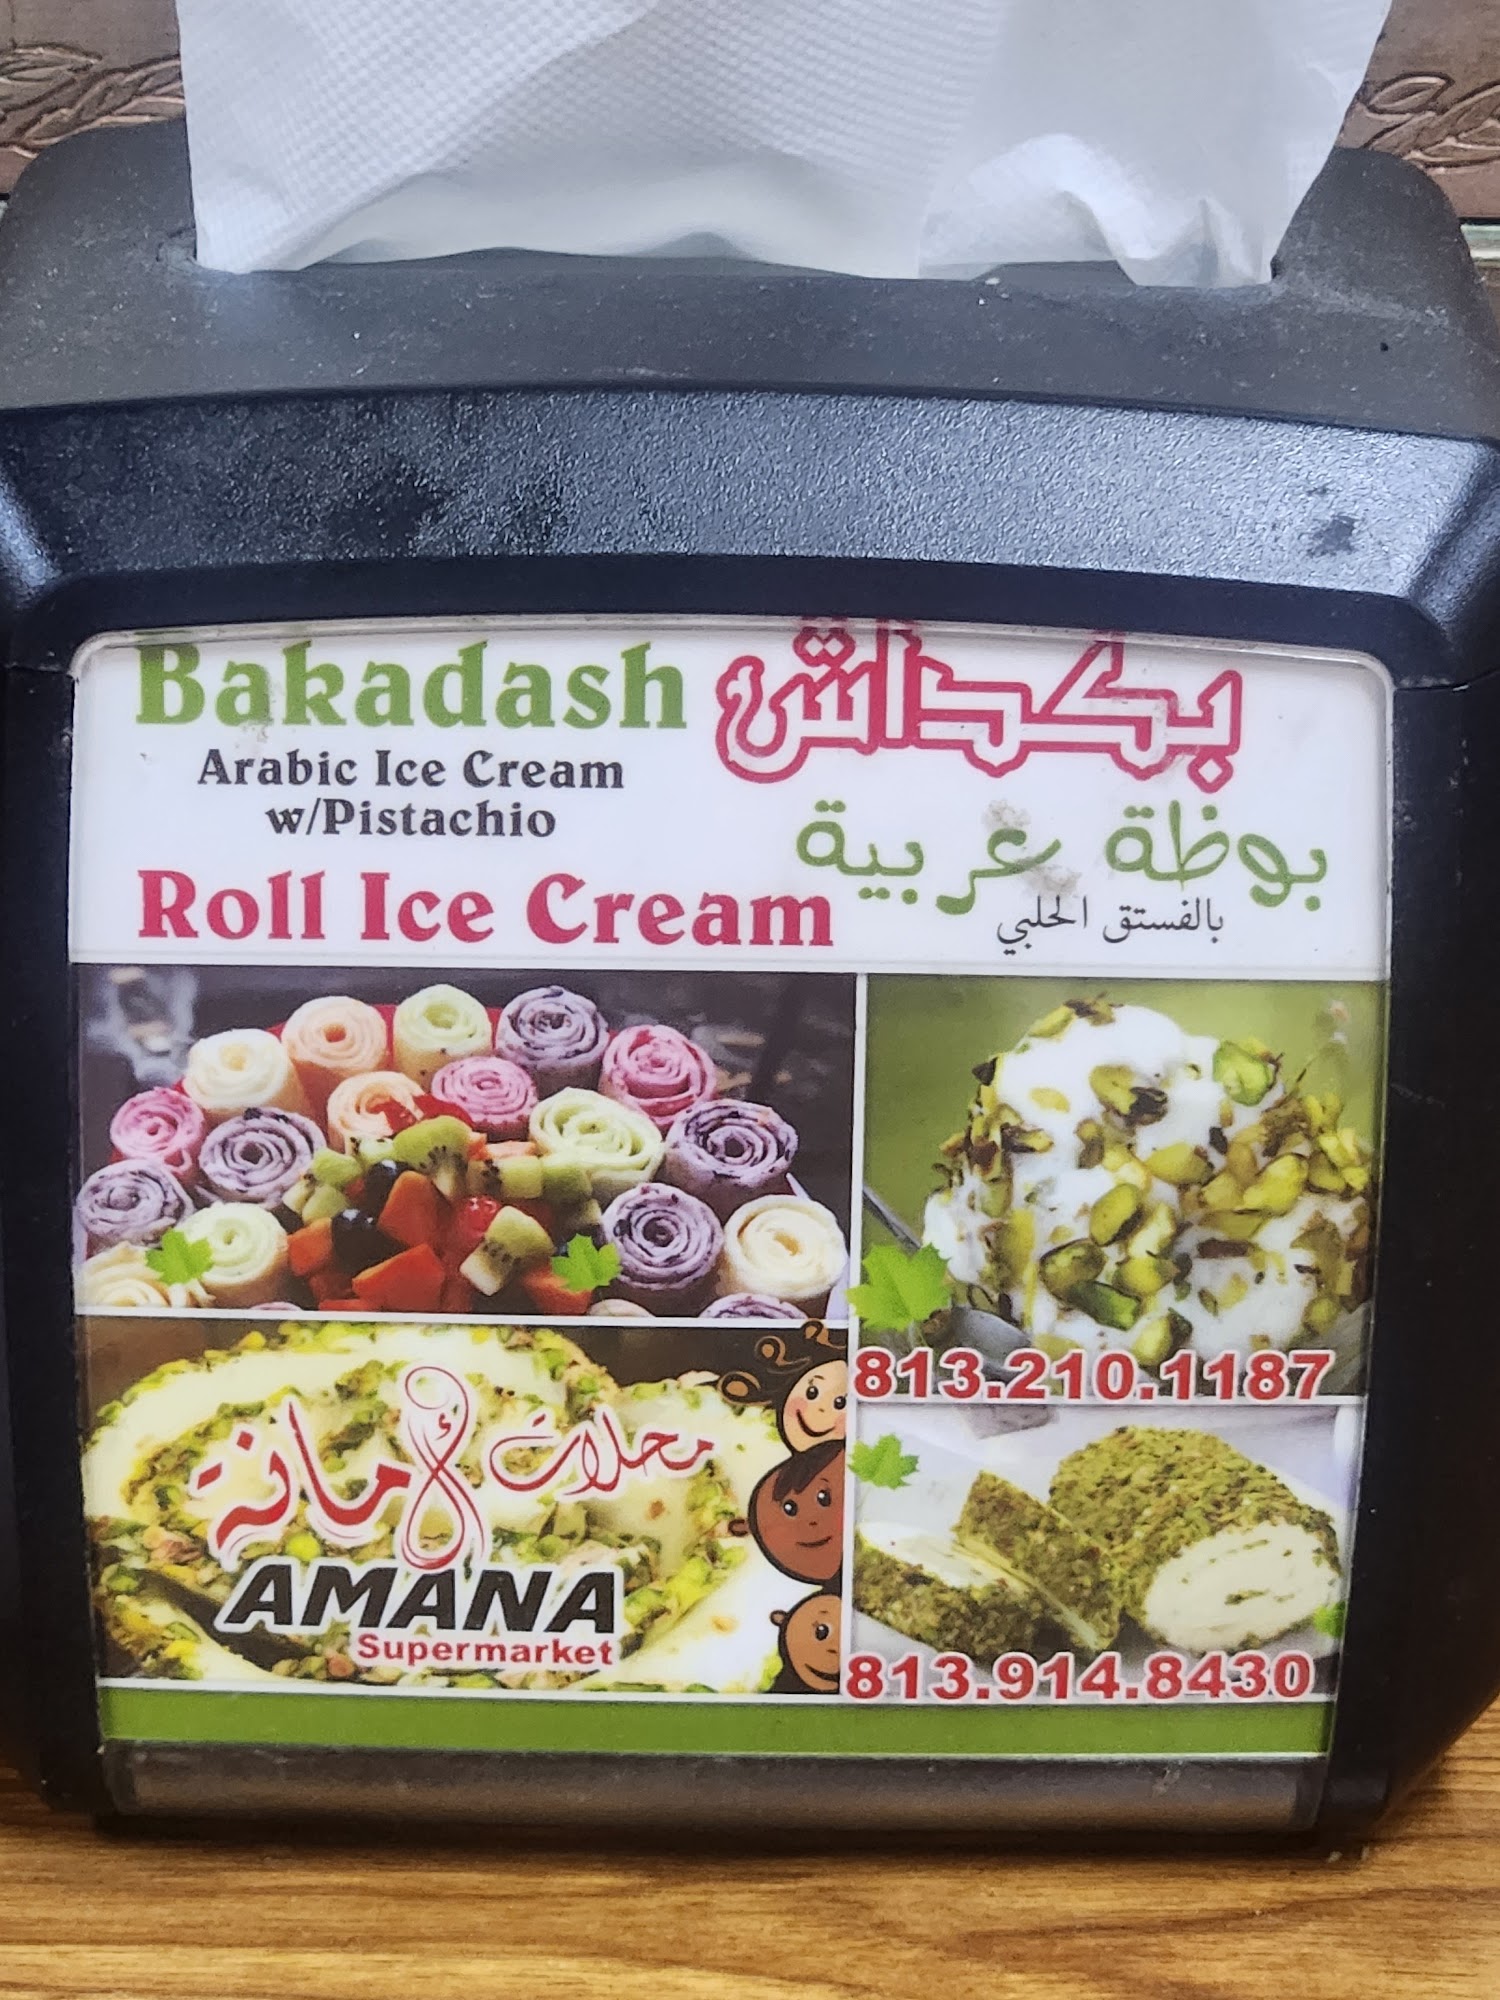 Bakadash
بكداش
Arabic Ice Cream
w/Pistachio
بوظة عربية
بالفستق الحلبي
Roll Ice Cream
813.210.1187
محلات الأمانة
AMANA
Supermarket
813.914.8430